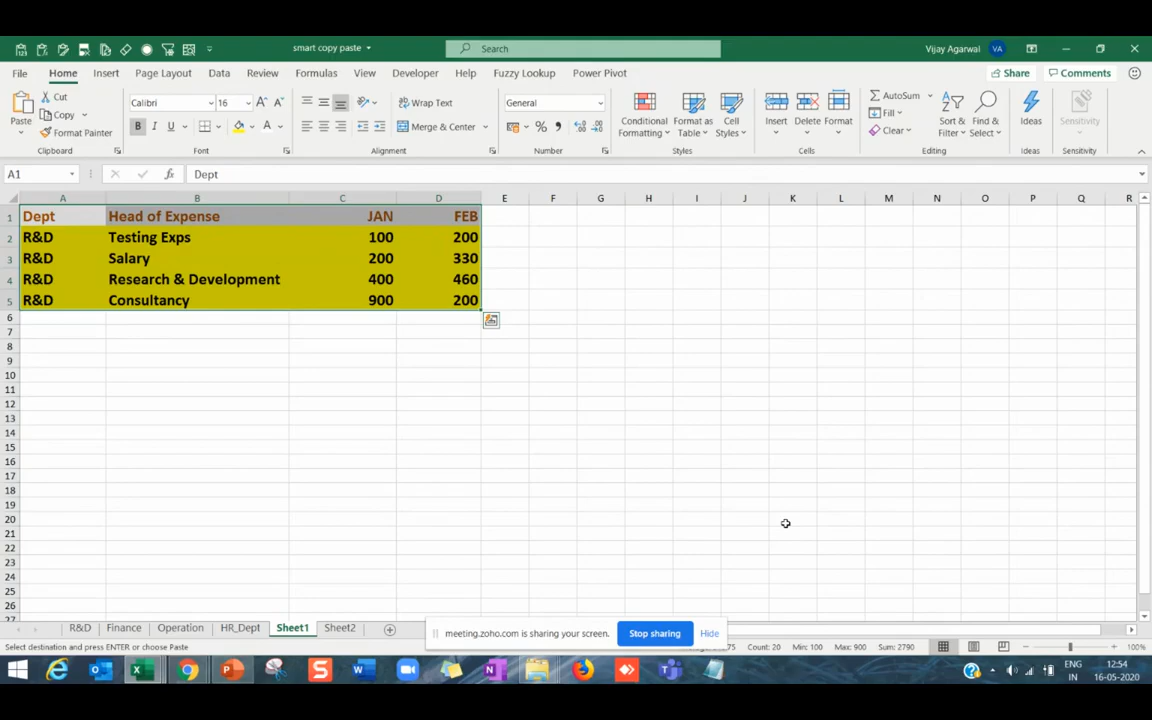 smart copy paste
Search
Vijay Agarwal VA
File Home Insert Page Layout Formulas Data Review View Developer Help Fuzzy Lookup Power Pivot Share Comments
Paste
Cut
Copy
Format Painter
Clipboard
Calibri 16
B I U A
Font
Wrap Text
Merge & Center
Alignment
General
%
Number
Conditional Formatting
Format as Table
Cell Styles
Styles
Insert Delete Format
Cells
AutoSum
Fill
Clear
Sort & Filter
Find & Select
Editing
Ideas
Ideas
Sensitivity
Sensitivity
A1 fx Dept
A B C D E F G H I J K L M N O P Q R
1 Dept Head of Expense JAN FEB
2 R&D Testing Exps 100 200
3 R&D Salary 200 330
4 R&D Research & Development 400 460
5 R&D Consultancy 900 200
6
7
8
9
10
11
12
13
14
15
16
17
18
19
20
21
22
23
24
25
26
27
R&D Finance Operation HR_Dept Sheet1 Sheet2
meeting.zoho.com is sharing your screen. Stop sharing Hide
Select destination and press ENTER or choose Paste
Count: 20 Min: 100 Max: 900 Sum: 2790 100%
ENG
IN
12:54
16-05-2020